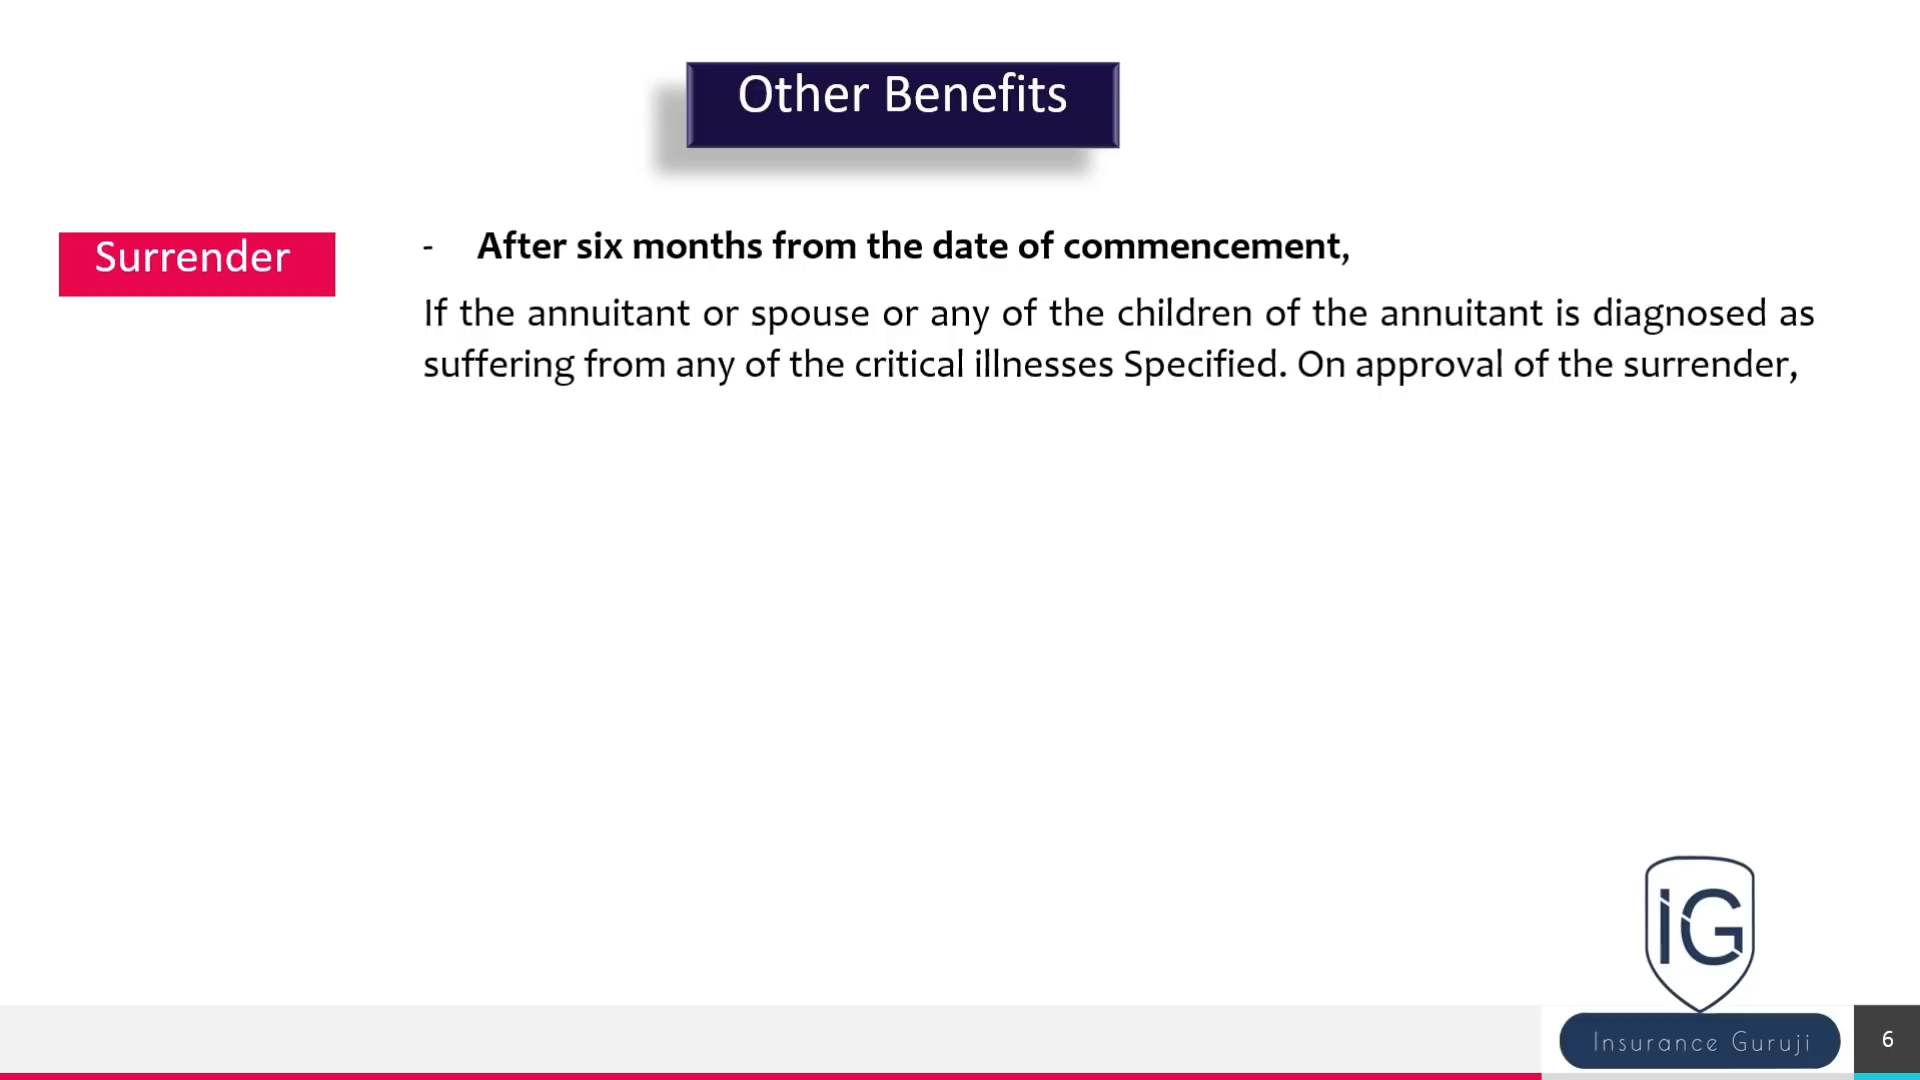 Other Benefits
Surrender
- After six months from the date of commencement,
If the annuitant or spouse or any of the children of the annuitant is diagnosed as
suffering from any of the critical illnesses Specified. On approval of the surrender,
IG
Insurance Guruji
6